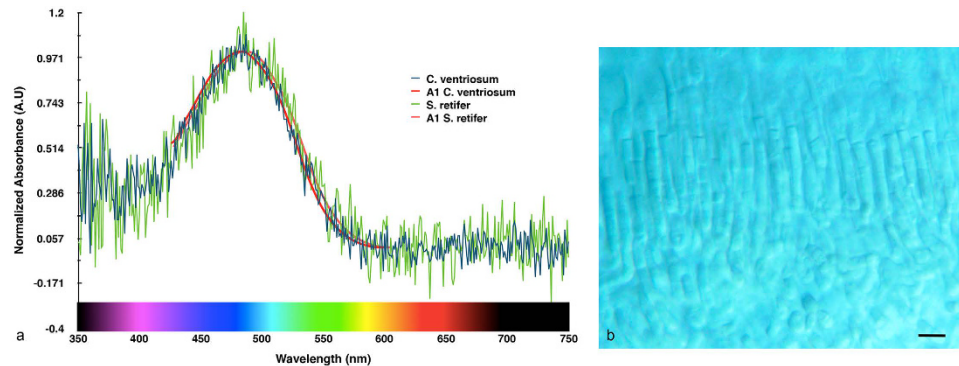 1.2
0.971
0.743
0.514
0.286
0.057
-0.171
-0.4
Normalized Absorbance (A.U)
C. ventriosum
A1 C. ventriosum
S. retifer
A1 S. retifer
350 400 450 500 550 600 650 700 750
Wavelength (nm)
a
b